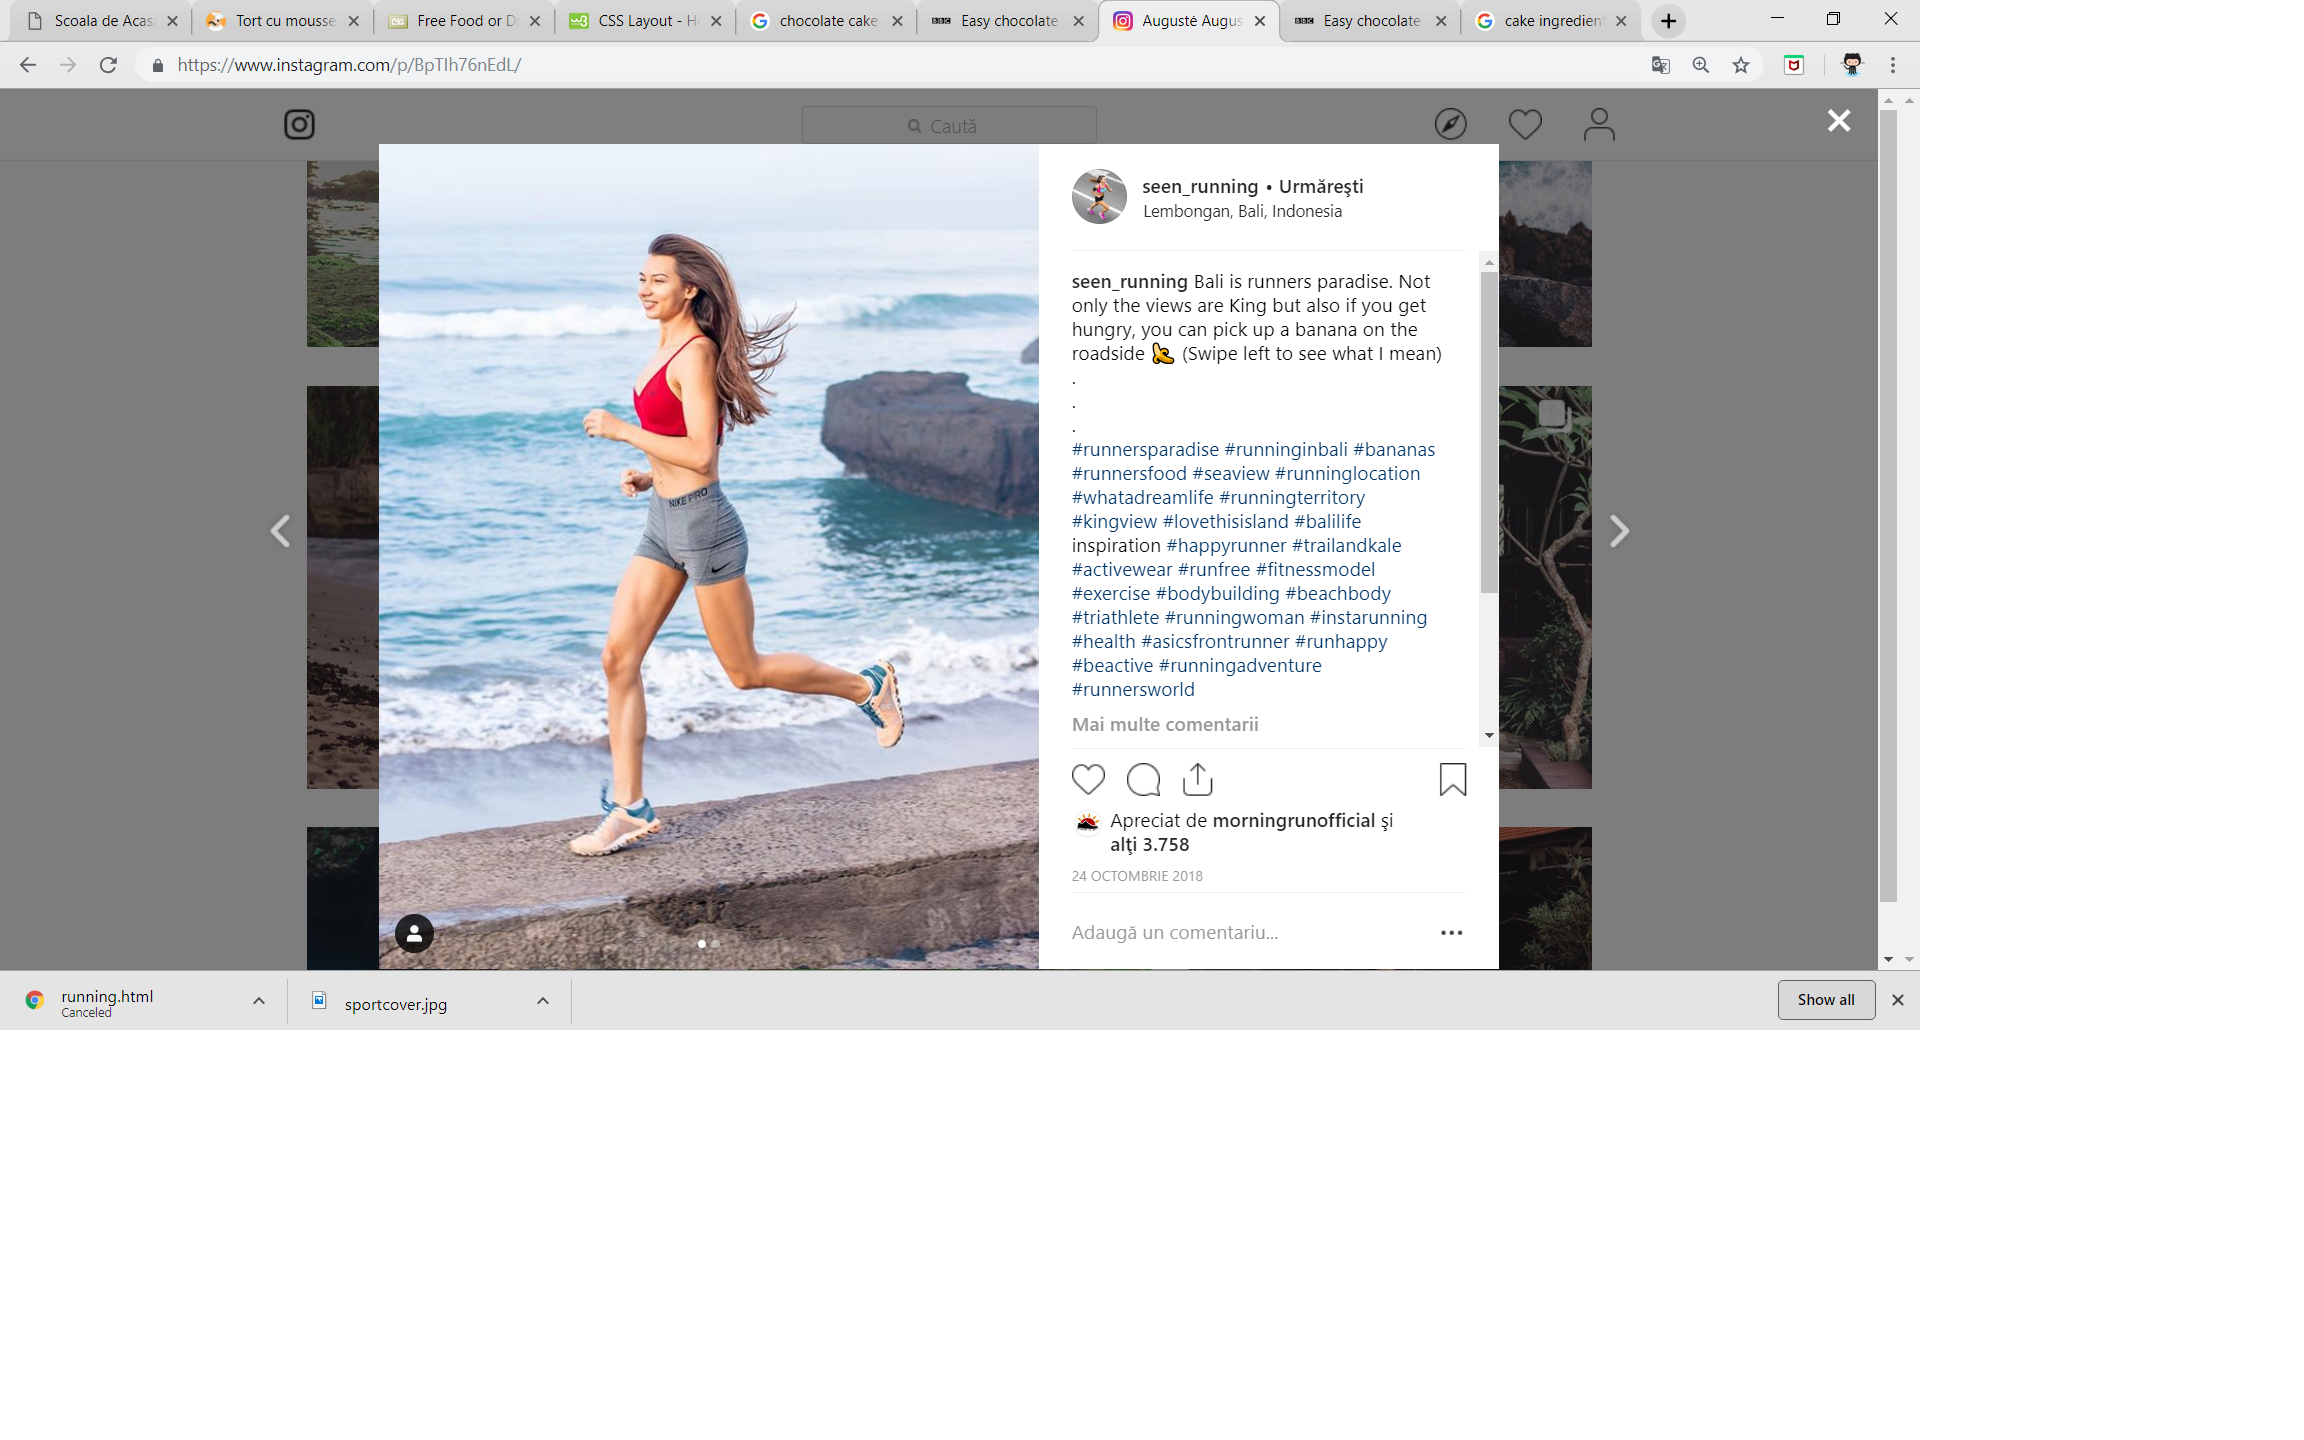 Scoala de Acas
Tort cu mousse
Free Food or D
CSS Layout - H
chocolate cake
Easy chocolate
Augustė Augus
Easy chocolate
cake ingredient
https://www.instagram.com/p/BpTIh76nEdL/
Caută
seen_running • Urmărești
Lembongan, Bali, Indonesia
seen_running Bali is runners paradise. Not
only the views are King but also if you get
hungry, you can pick up a banana on the
roadside 🍌 (Swipe left to see what I mean)
.
.
.
#runnersparadise #runninginbali #bananas
#runnersfood #seaview #runninglocation
#whatadreamlife #runningterritory
#kingview #lovethisisland #balilife
inspiration #happyrunner #trailandkale
#activewear #runfree #fitnessmodel
#exercise #bodybuilding #beachbody
#triathlete #runningwoman #instarunning
#health #asicsfrontrunner #runhappy
#beactive #runningadventure
#runnersworld
Mai multe comentarii
Apreciat de morningrunofficial și
alți 3.758
24 OCTOMBRIE 2018
Adaugă un comentariu...
NIKE PRO
running.html
Canceled
sportcover.jpg
Show all